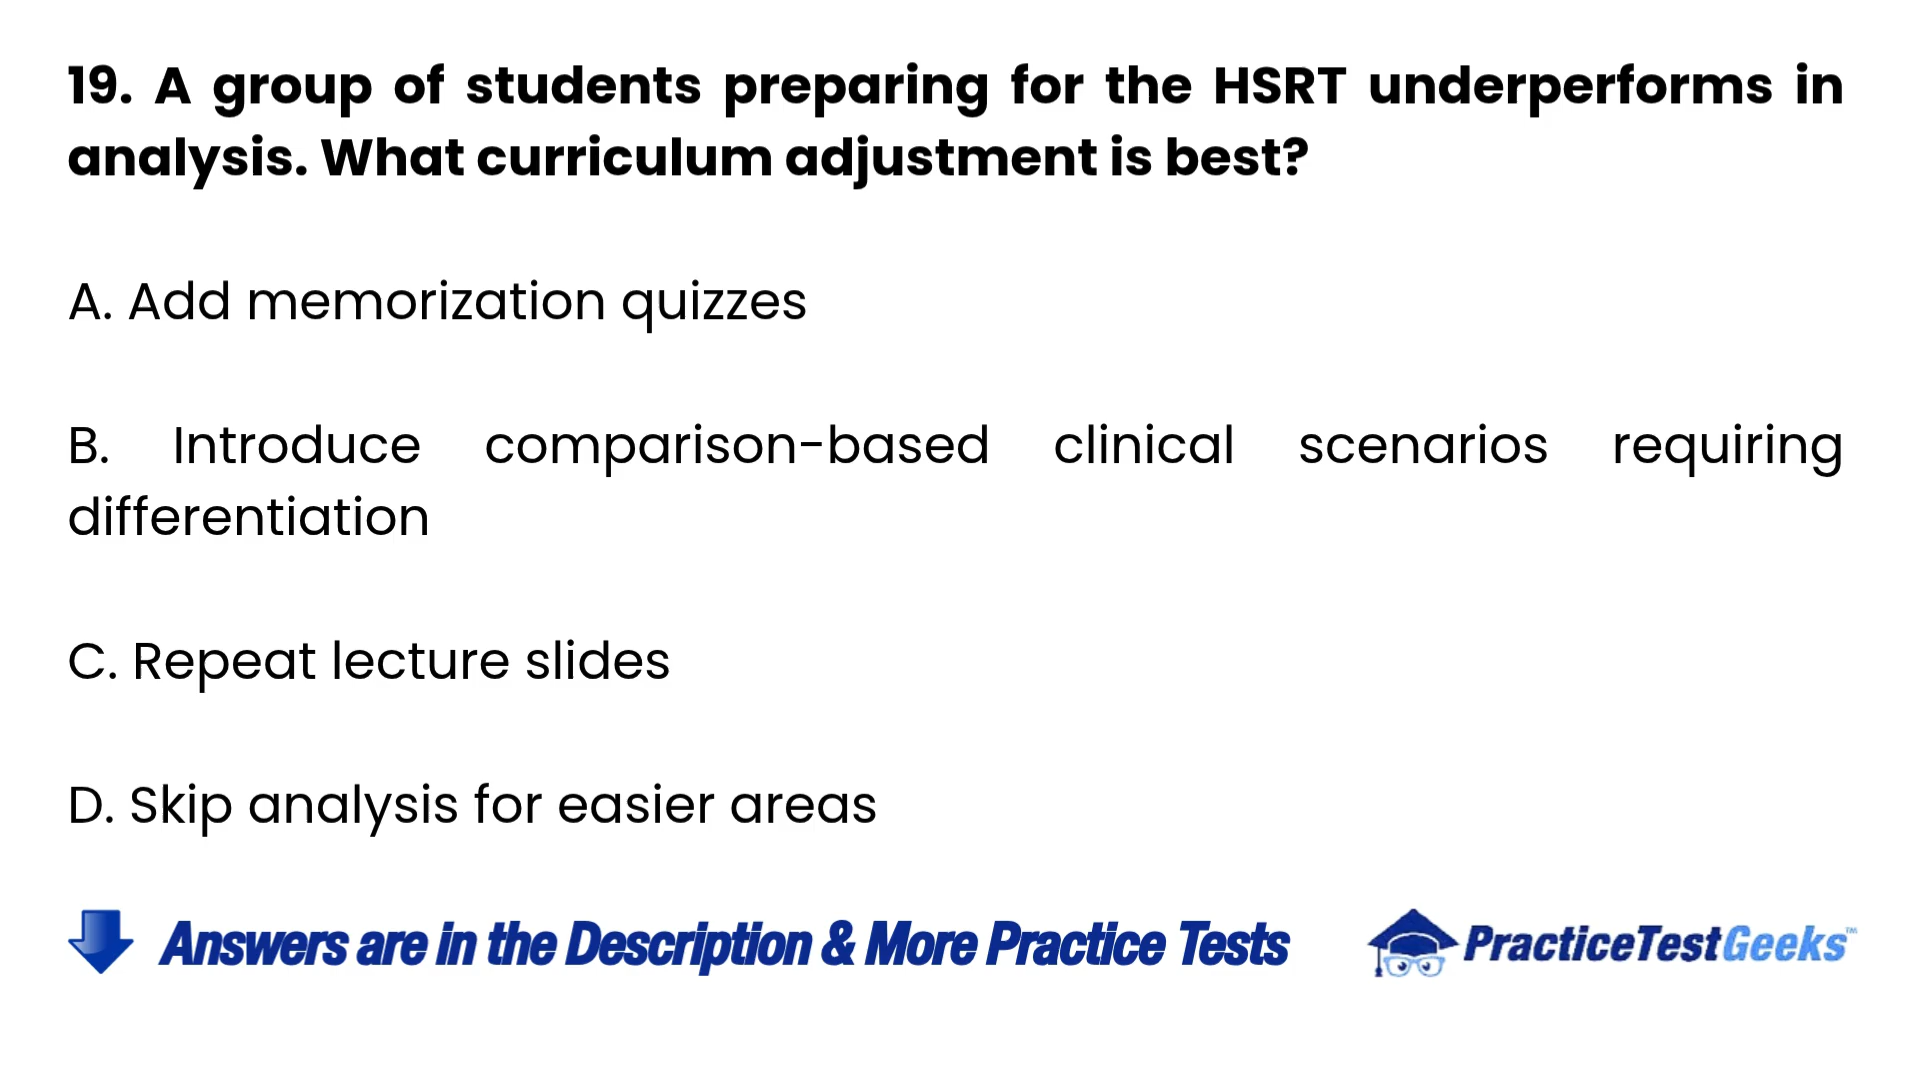 19. A group of students preparing for the HSRT underperforms in
analysis. What curriculum adjustment is best?
A. Add memorization quizzes
B. Introduce comparison-based clinical scenarios requiring
differentiation
C. Repeat lecture slides
D. Skip analysis for easier areas
Answers are in the Description & More Practice Tests
PracticeTestGeeks™